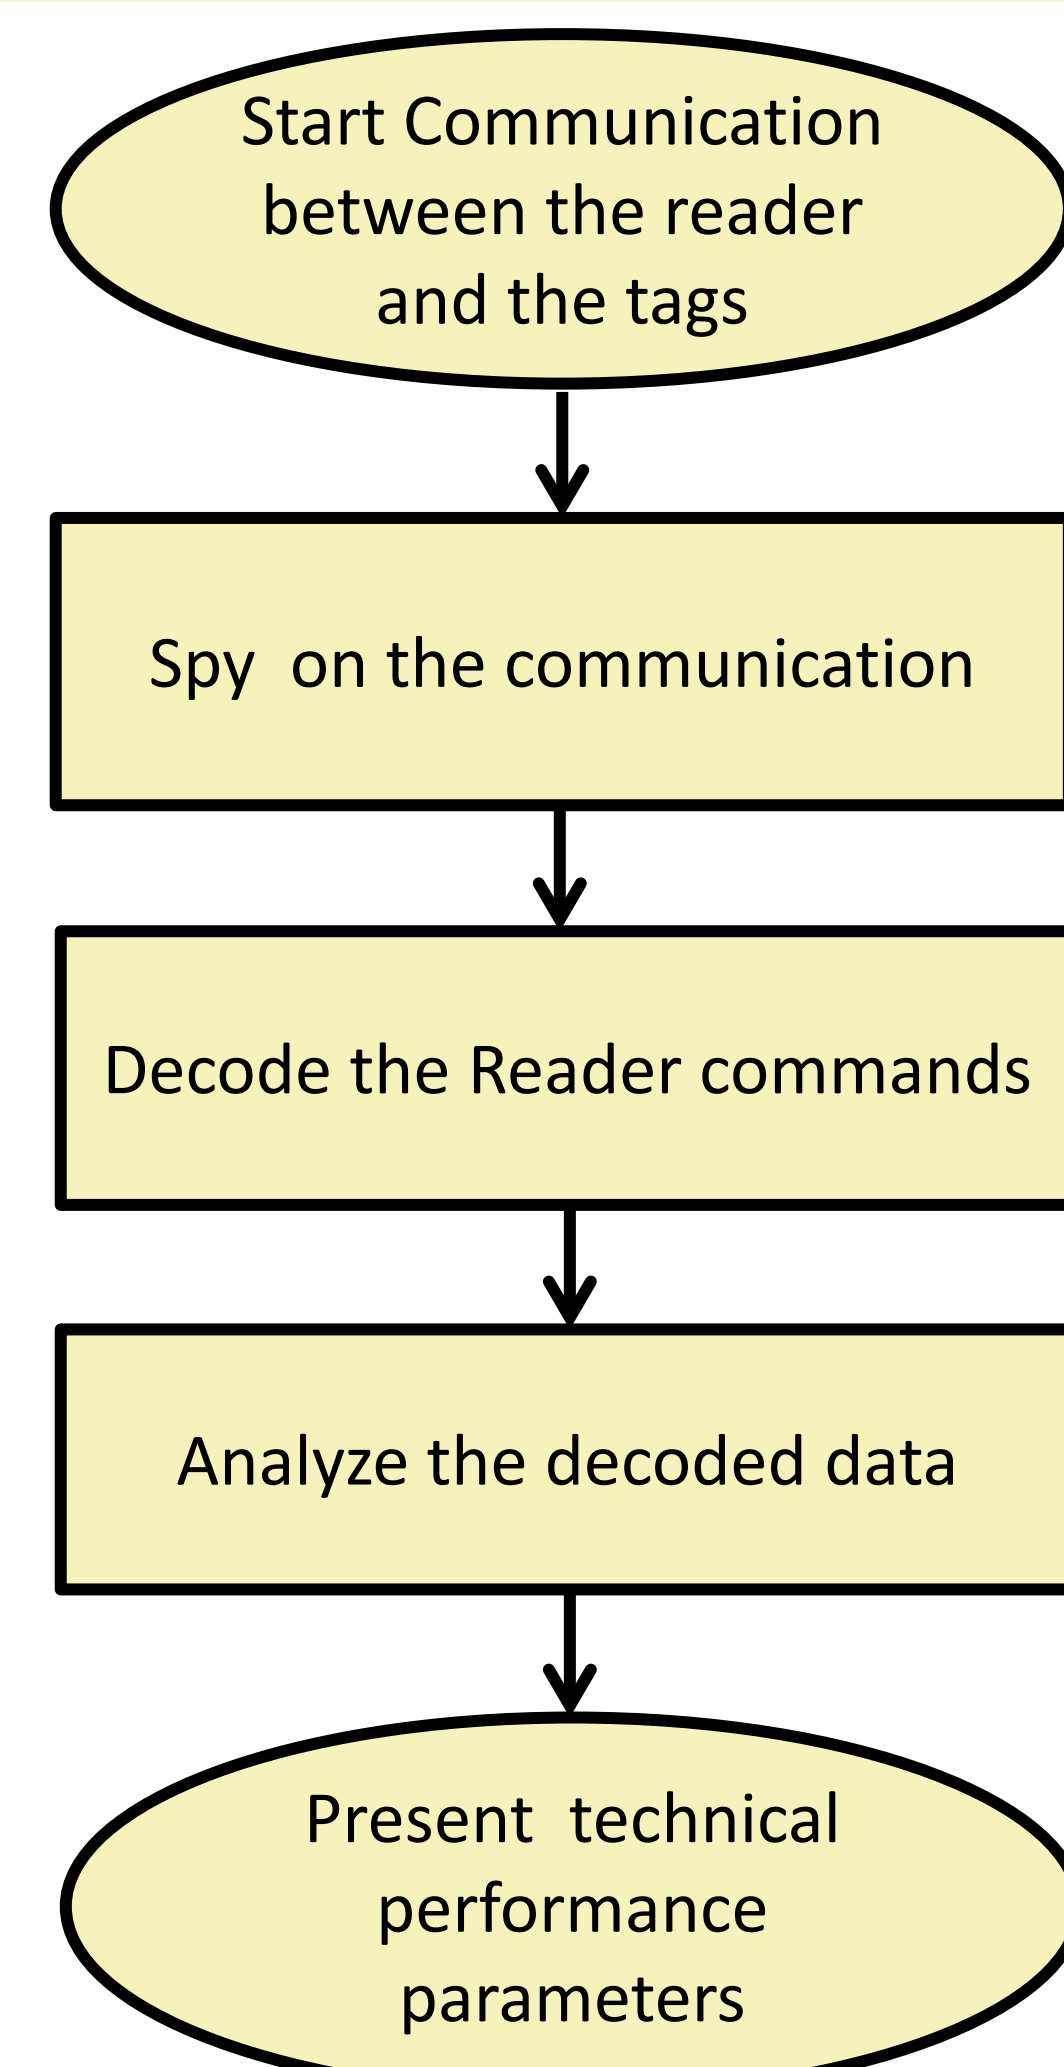 Start Communication
between the reader
and the tags
Spy  on the communication
Decode the Reader commands
Analyze the decoded data
Present  technical
performance
parameters